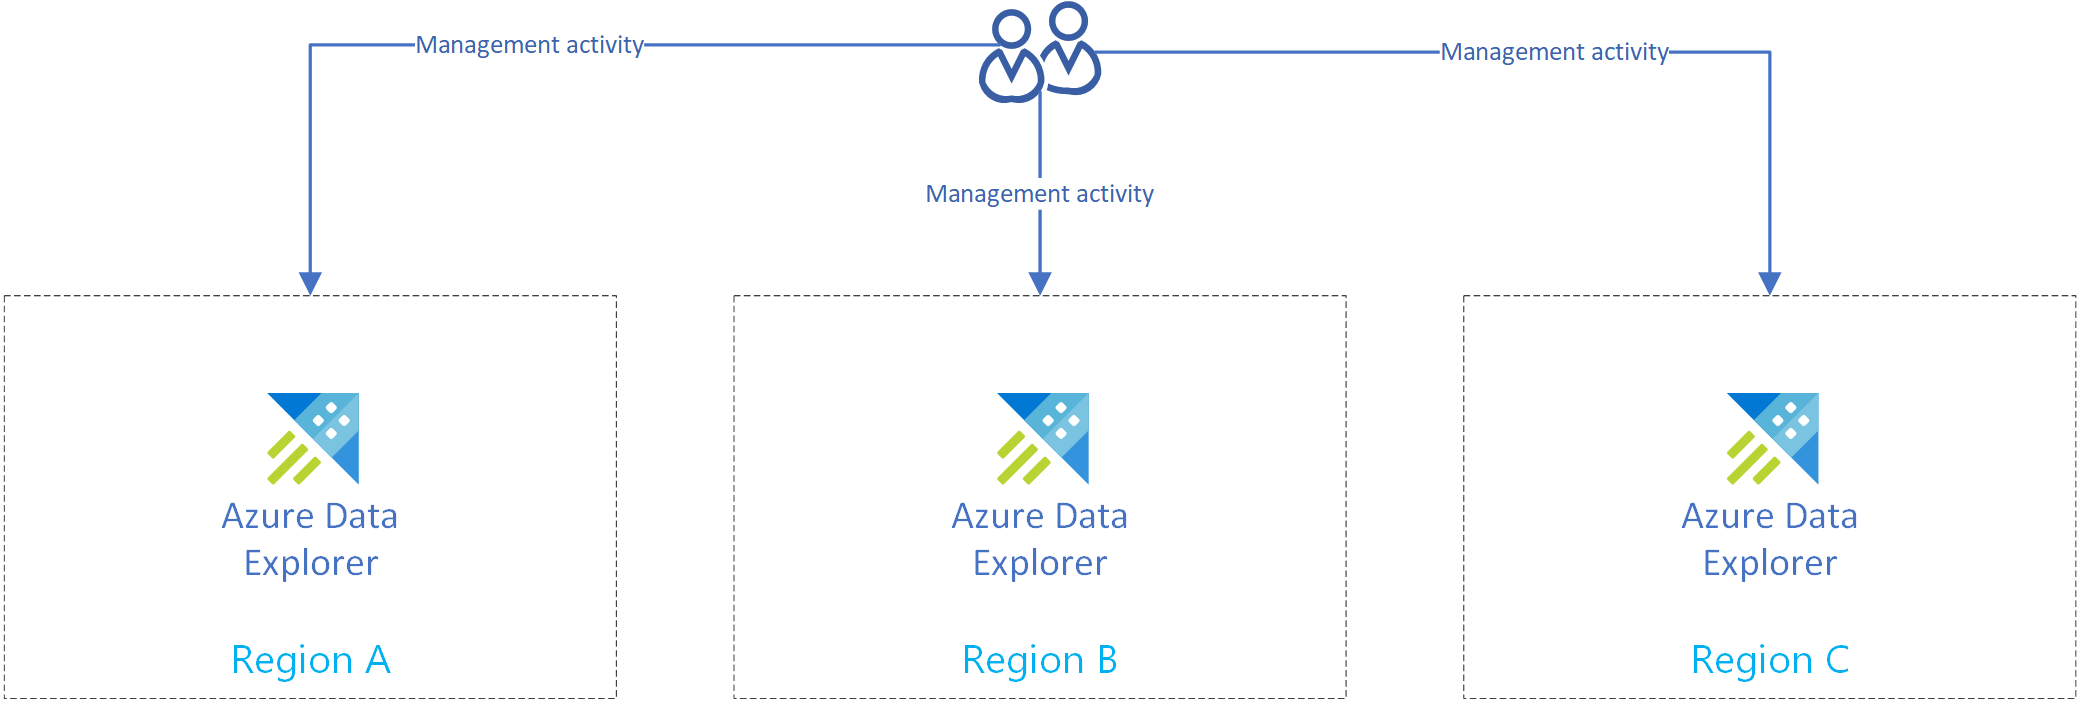 Management activity
Management activity
Management activity
Azure Data
Explorer
Region A
Azure Data
Explorer
Region B
Azure Data
Explorer
Region C